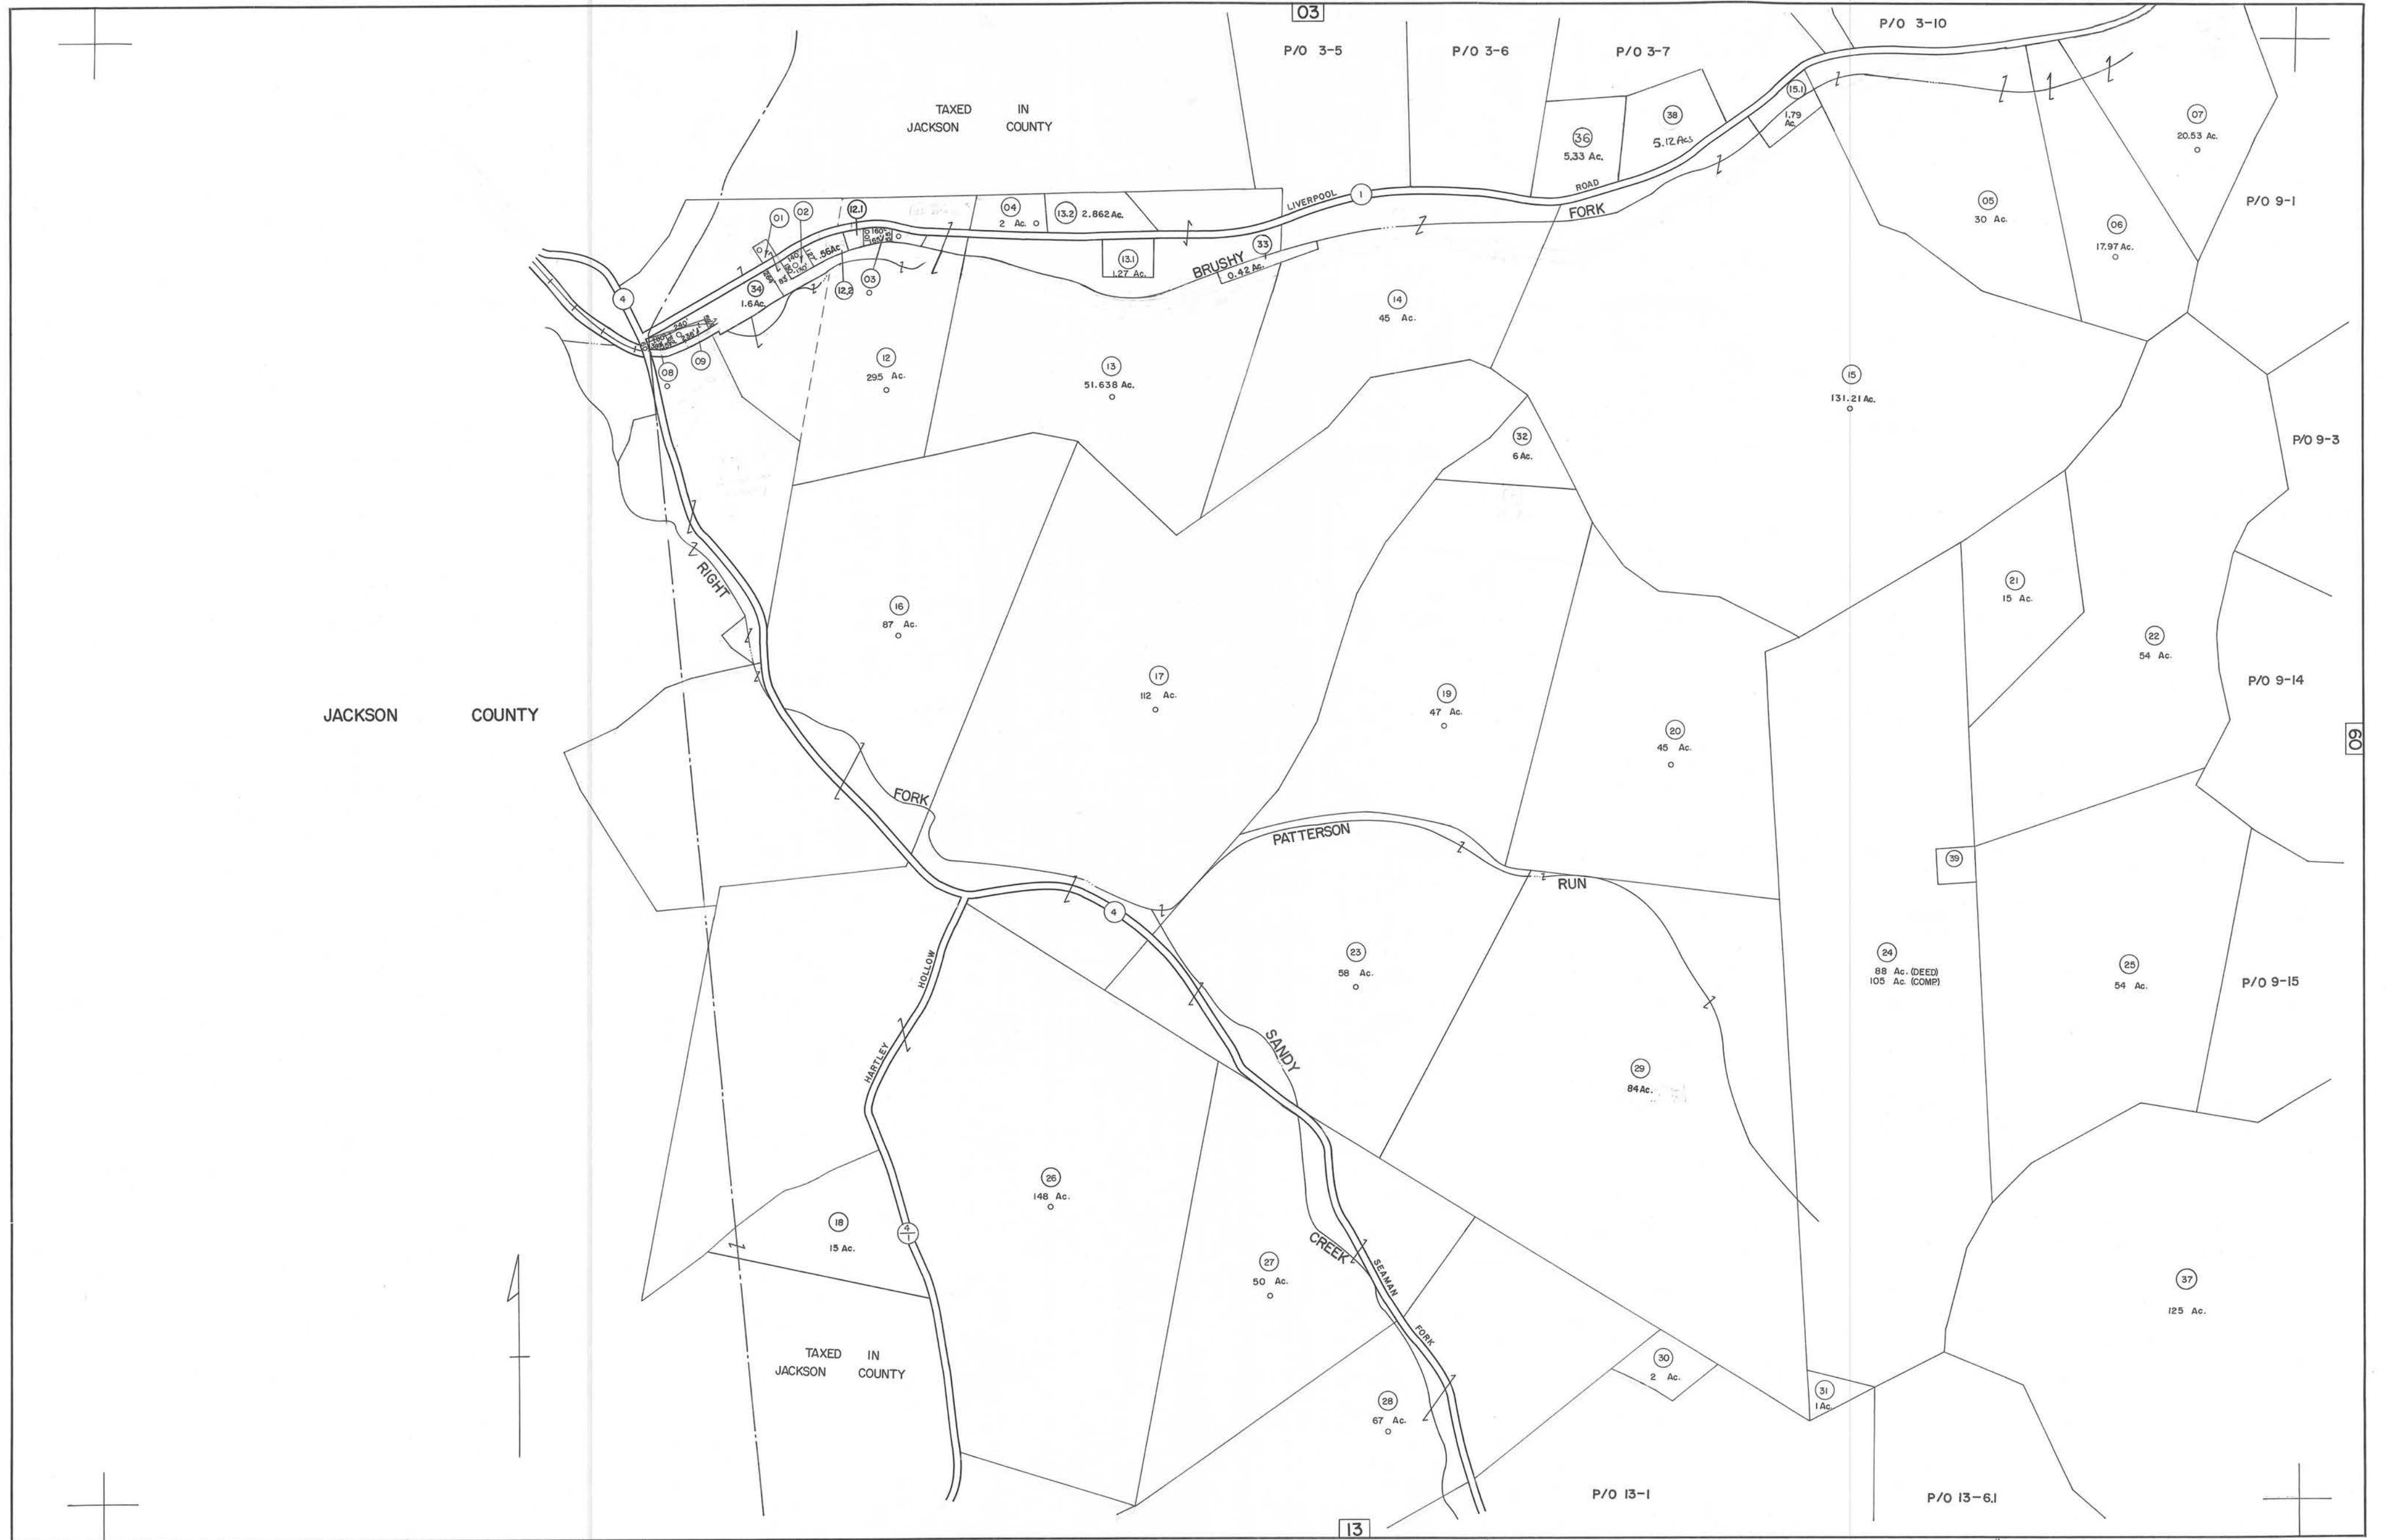 03
P/O 3-5
P/O 3-6
P/O 3-7
P/O 3-10
TAXED IN
JACKSON COUNTY
36
5.33 Ac.
38
5.12 Acs
15.1
1.79
Ac.
07
20.53 Ac.
P/O 9-1
05
30 Ac.
06
17.97 Ac.
01
02
12.1
04
2 Ac.
13.2 2.862 Ac.
LIVERPOOL
1
ROAD
FORK
BRUSHY
33
0.42 Ac.
13.1
1.27 Ac.
.56 Ac.
12.2
03
34
1.6 Ac.
4
240'
08
09
12
295 Ac.
13
51.638 Ac.
14
45 Ac.
15
131.21 Ac.
P/O 9-3
32
6 Ac.
RIGHT
16
87 Ac.
17
112 Ac.
19
47 Ac.
20
45 Ac.
21
15 Ac.
22
54 Ac.
P/O 9-14
JACKSON COUNTY
09
FORK
PATTERSON
RUN
39
4
HOLLOW
HARTLEY
23
58 Ac.
24
88 Ac. (DEED)
105 Ac. (COMP.)
25
54 Ac.
P/O 9-15
SANDY
29
84 Ac.
26
148 Ac.
18
15 Ac.
4
1
CREEK
SEAMAN
FORK
27
50 Ac.
37
125 Ac.
TAXED IN
JACKSON COUNTY
28
67 Ac.
30
2 Ac.
31
1 Ac.
P/O 13-1
P/O 13-6.1
13